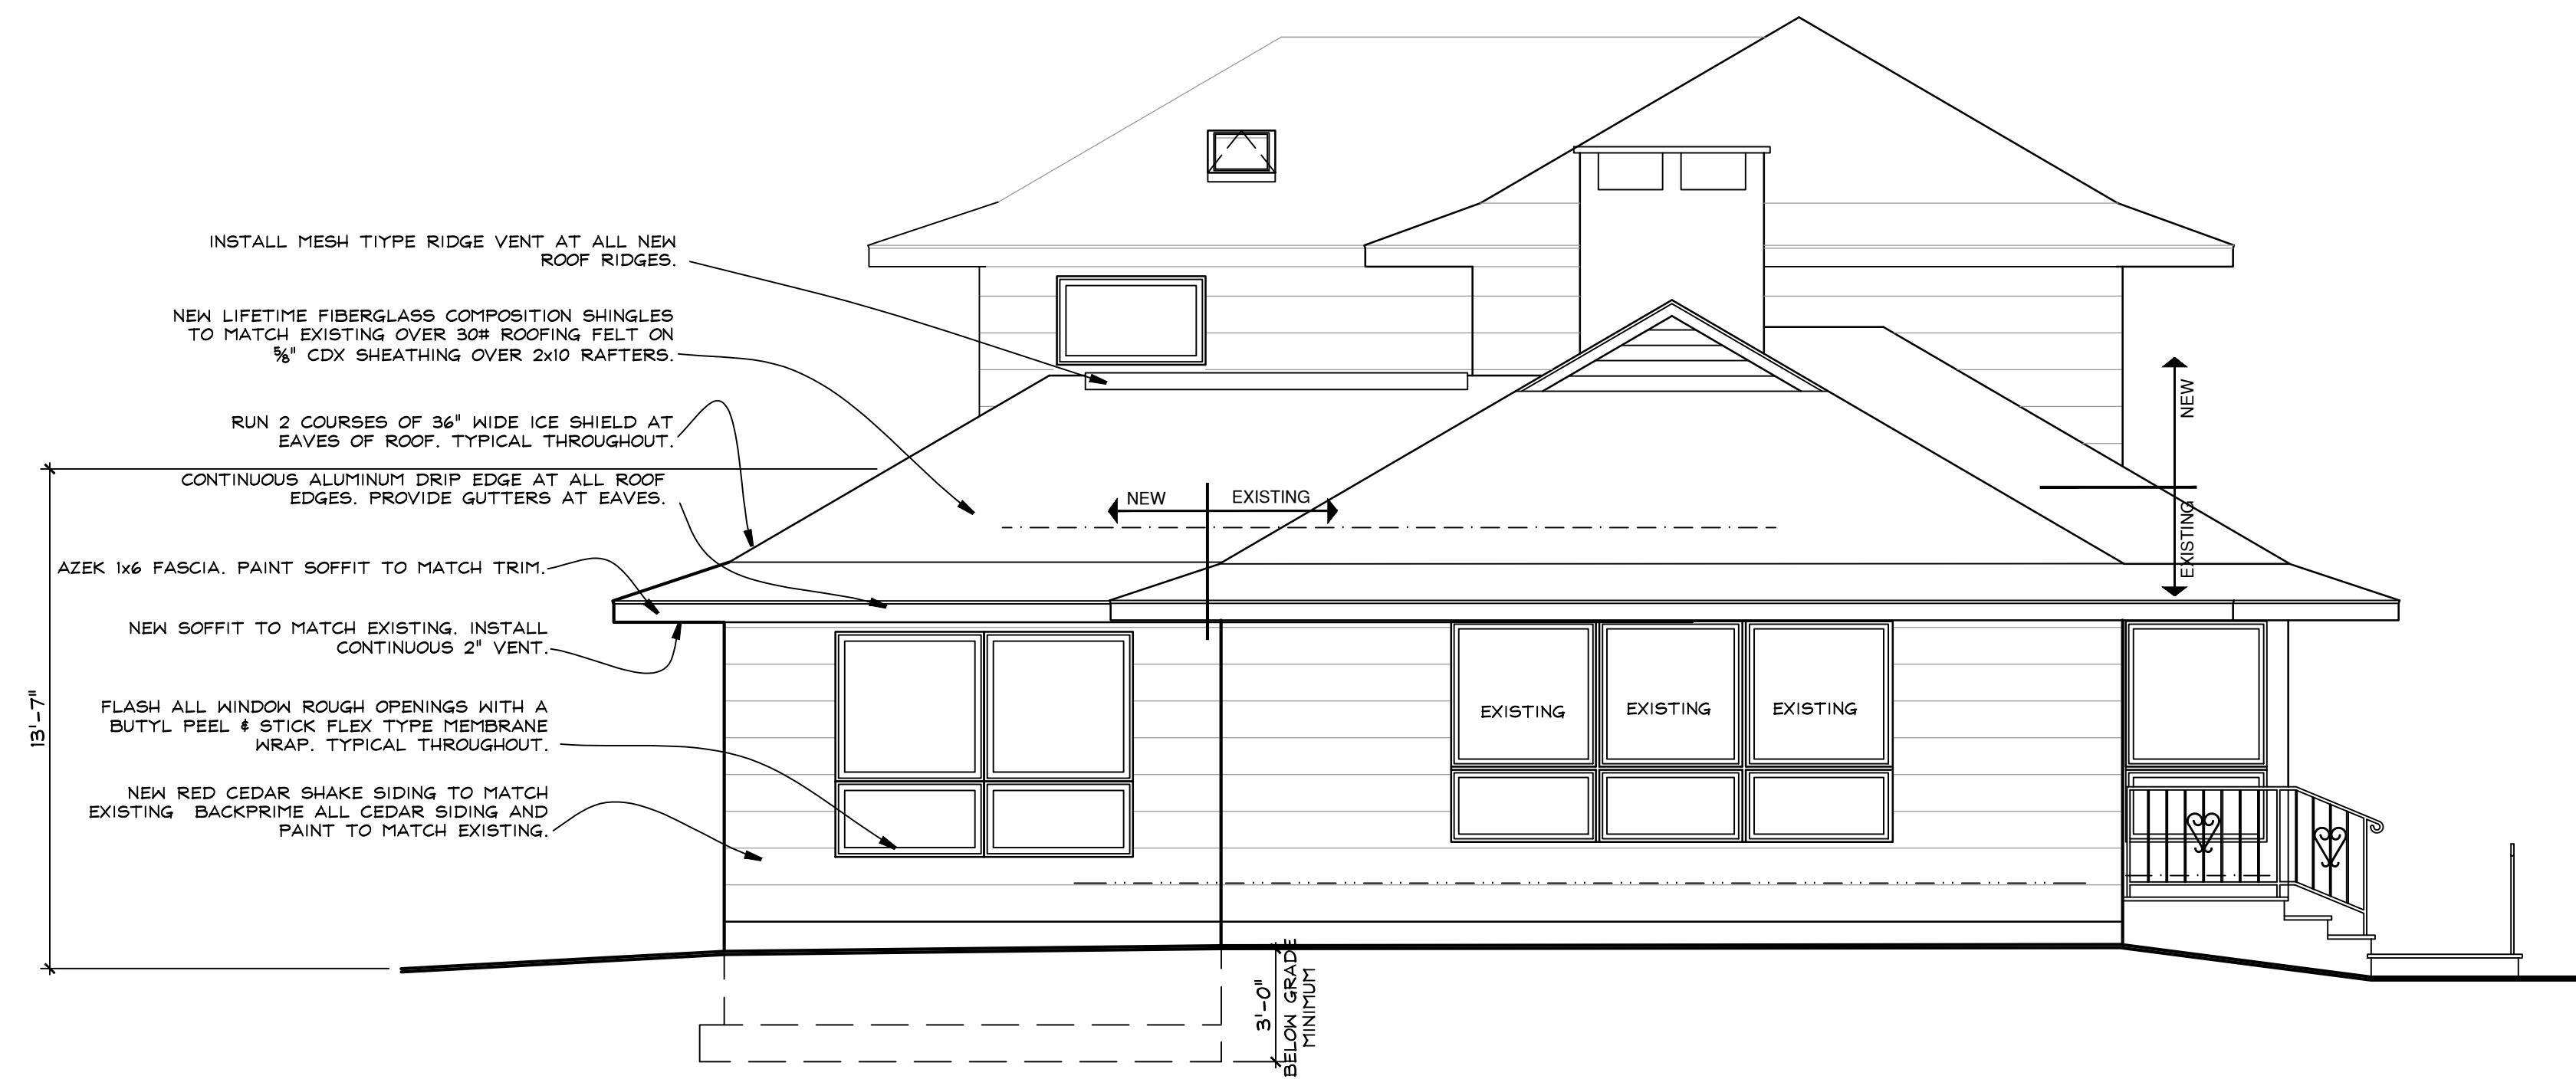 INSTALL MESH TIYPE RIDGE VENT AT ALL NEW
ROOF RIDGES.
NEW LIFETIME FIBERGLASS COMPOSITION SHINGLES
TO MATCH EXISTING OVER 30# ROOFING FELT ON
⅝" CDX SHEATHING OVER 2x10 RAFTERS.
RUN 2 COURSES OF 36" WIDE ICE SHIELD AT
EAVES OF ROOF. TYPICAL THROUGHOUT.
CONTINUOUS ALUMINUM DRIP EDGE AT ALL ROOF
EDGES. PROVIDE GUTTERS AT EAVES.
AZEK 1x6 FASCIA. PAINT SOFFIT TO MATCH TRIM.
NEW SOFFIT TO MATCH EXISTING. INSTALL
CONTINUOUS 2" VENT.
FLASH ALL WINDOW ROUGH OPENINGS WITH A
BUTYL PEEL & STICK FLEX TYPE MEMBRANE
WRAP. TYPICAL THROUGHOUT.
NEW RED CEDAR SHAKE SIDING TO MATCH
EXISTING BACKPRIME ALL CEDAR SIDING AND
PAINT TO MATCH EXISTING.
13'-7"
NEW
EXISTING
NEW
EXISTING
EXISTING
EXISTING
EXISTING
3'-0"
BELOW GRADE
MINIMUM